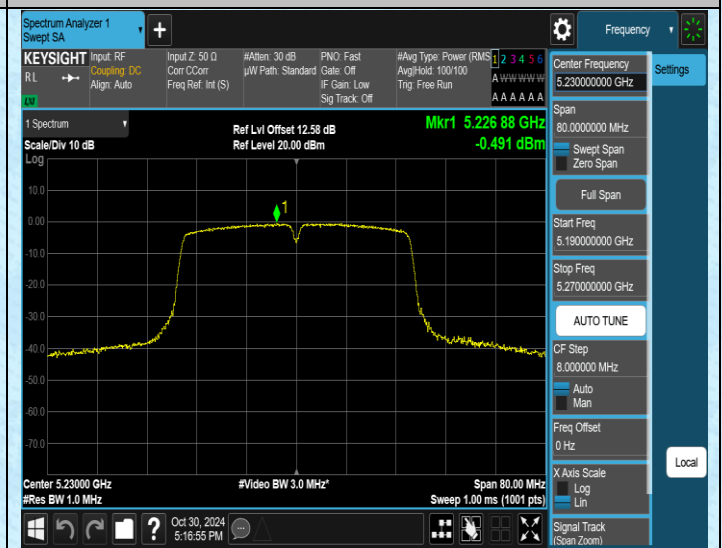 Spectrum Analyzer 1
Swept SA
+
Frequency
KEYSIGHT
R L
LXI
Input: RF
Coupling: DC
Align: Auto
Input Z: 50 Ω
Corr CCorr
Freq Ref: Int (S)
#Atten: 30 dB
µW Path: Standard
PNO: Fast
Gate: Off
IF Gain: Low
Sig Track: Off
#Avg Type: Power (RMS
Avg|Hold: 100/100
Trig: Free Run
1 2 3 4 5 6
A W W W W W
A A A A A A
1 Spectrum
Scale/Div 10 dB
Ref Lvl Offset 12.58 dB
Ref Level 20.00 dBm
Mkr1 5.226 88 GHz
-0.491 dBm
Log
10.0
0.00
-10.0
-20.0
-30.0
-40.0
-50.0
-60.0
-70.0
1
Center 5.23000 GHz
#Res BW 1.0 MHz
#Video BW 3.0 MHz*
Span 80.00 MHz
Sweep 1.00 ms (1001 pts)
Center Frequency
5.230000000 GHz
Settings
Span
80.0000000 MHz
Swept Span
Zero Span
Full Span
Start Freq
5.190000000 GHz
Stop Freq
5.270000000 GHz
AUTO TUNE
CF Step
8.000000 MHz
Auto
Man
Freq Offset
0 Hz
X Axis Scale
Log
Lin
Local
Signal Track
(Span Zoom)
?
Oct 30, 2024
5:16:55 PM